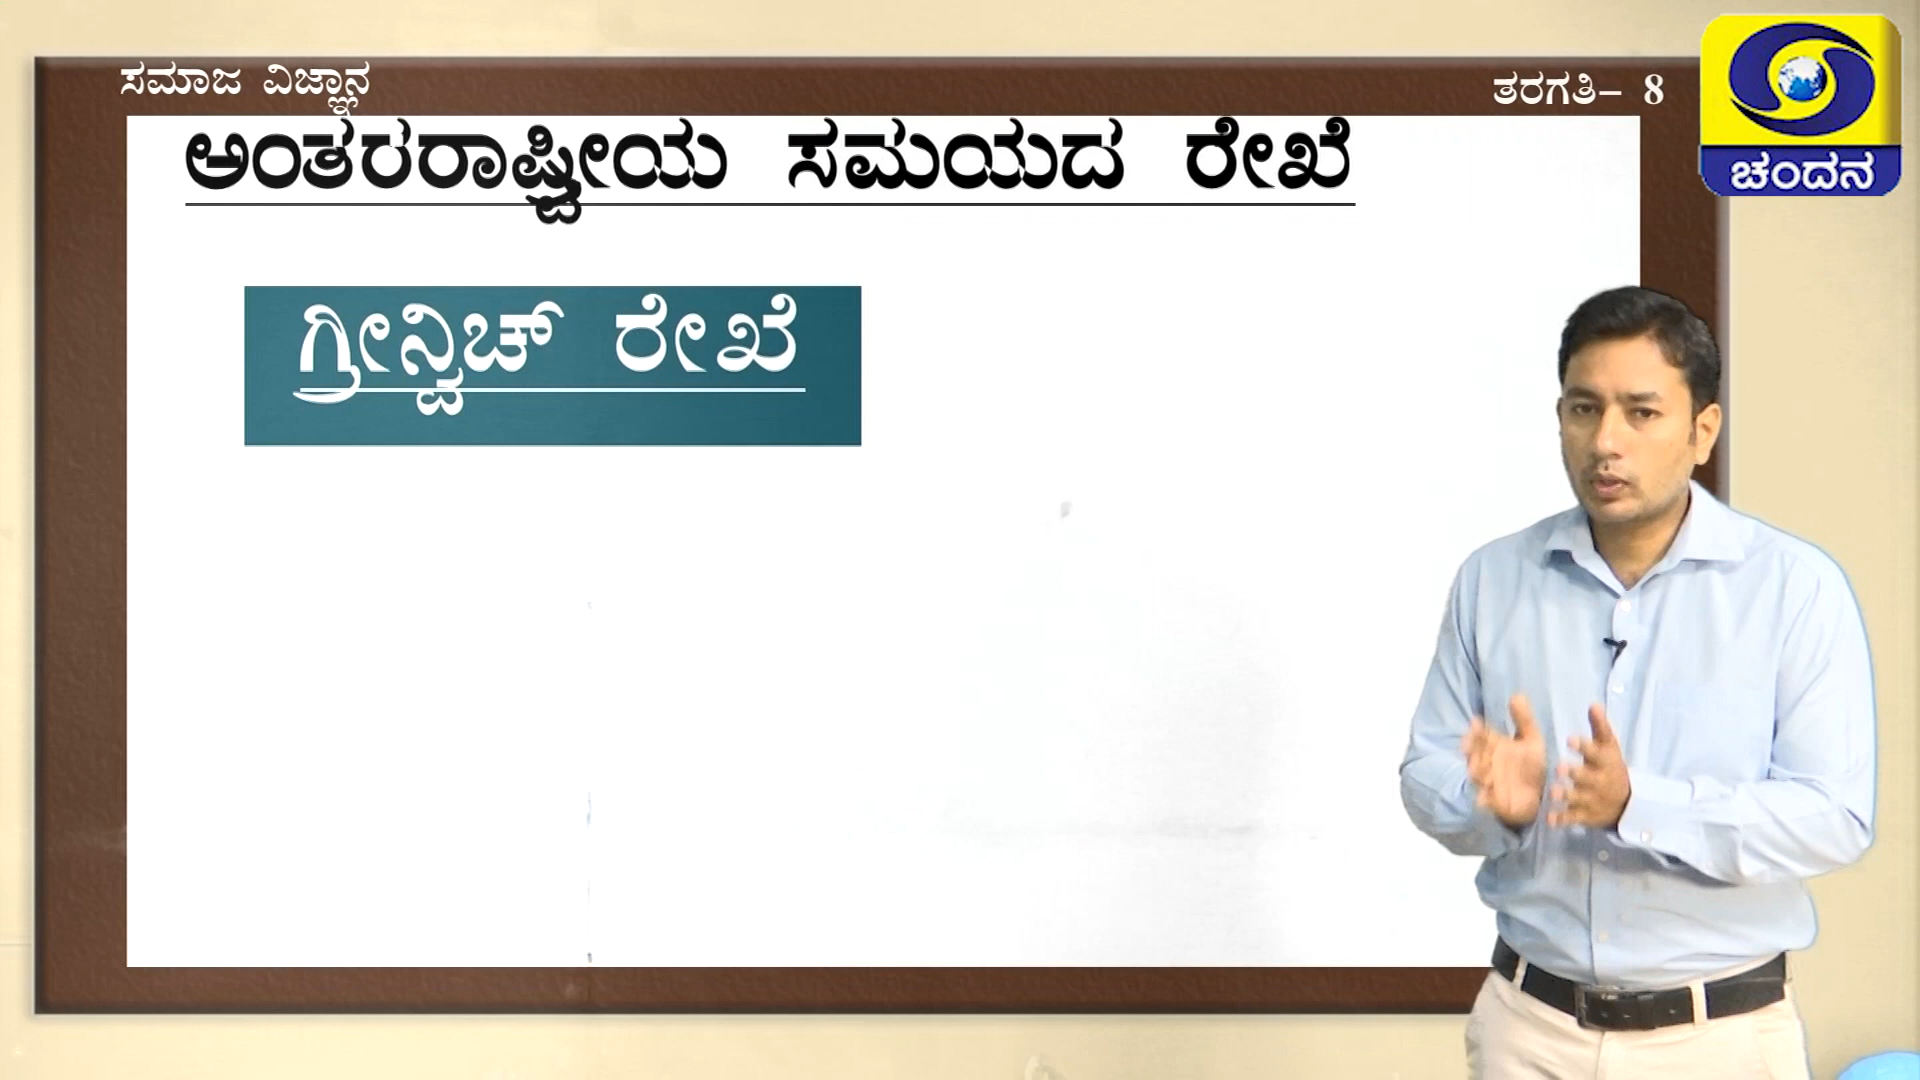 ಸಮಾಜ ವಿಜ್ಞಾನ
ತರಗತಿ– 8
ಚಂದನ
ಅಂತರರಾಷ್ಟ್ರೀಯ ಸಮಯದ ರೇಖೆ
ಗ್ರೀನ್ವಿಚ್ ರೇಖೆ